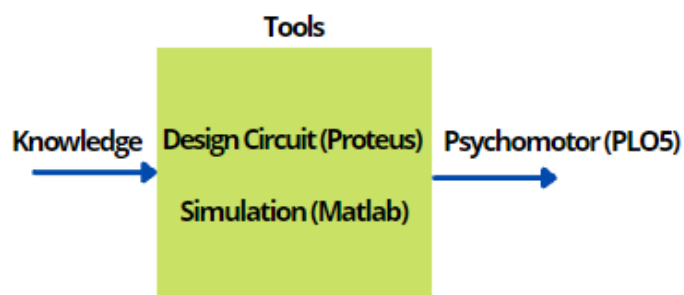 Tools
Knowledge
Design Circuit (Proteus)
Psychomotor (PLO5)
Simulation (Matlab)